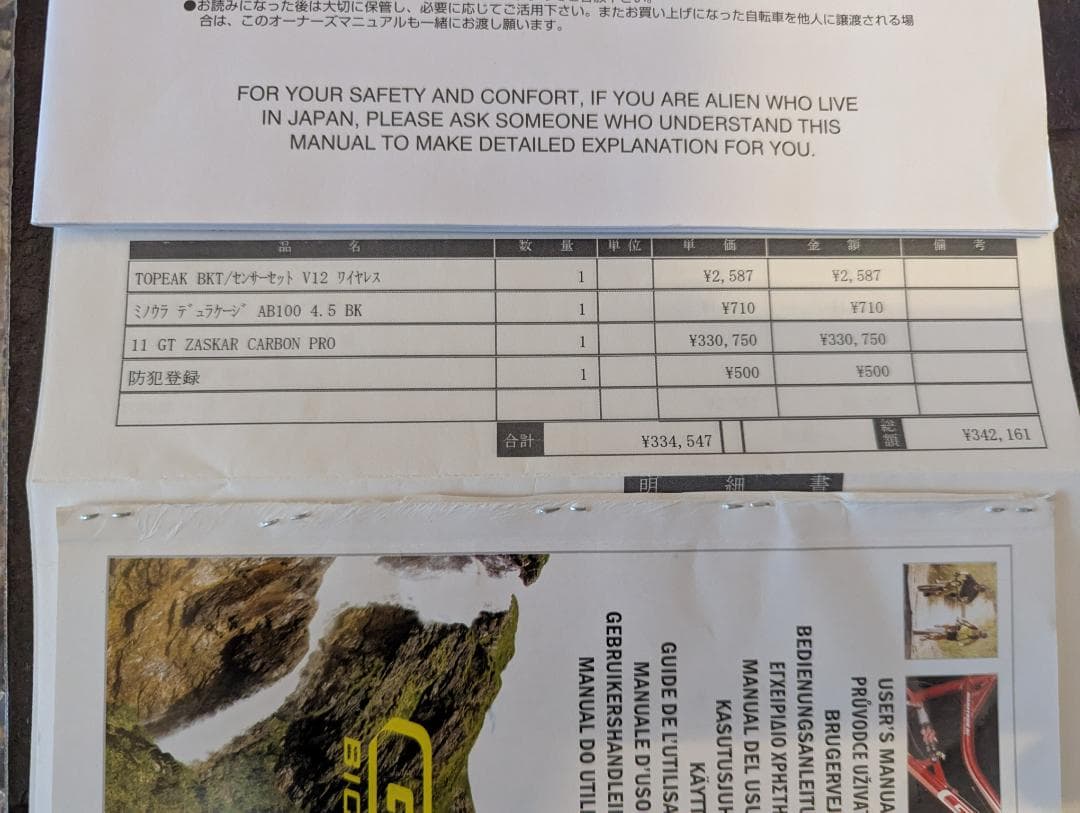 ●お読みになった後は大切に保管し、必要に応じてご活用下さい。またお買い上げになった自転車を他人に譲渡される場
合は、このオーナーズマニュアルも一緒にお渡し願います。
FOR YOUR SAFETY AND CONFORT, IF YOU ARE ALIEN WHO LIVE
IN JAPAN, PLEASE ASK SOMEONE WHO UNDERSTAND THIS
MANUAL TO MAKE DETAILED EXPLANATION FOR YOU.
品 名 数 量 単位 単 価 金 額 備 考
TOPEAK BKT/センサーセット V12 ワイヤレス 1 ¥2,587 ¥2,587
ミノウラ デュラケージ AB100 4.5 BK 1 ¥710 ¥710
11 GT ZASKAR CARBON PRO 1 ¥330,750 ¥330,750
防犯登録 1 ¥500 ¥500
合計 ¥334,547 総額 ¥342,161
明 細 書
USER'S MANUA
PRŮVODCE UŽIVAT
BRUGERVEJ
BEDIENUNGSANLEITU
ΕΓΧΕΙΡΙΔΙΟ ΧΡΗΣΤΗ
MANUAL DEL USU
KASUTUSJUH
KÄYTT
GUIDE DE L'UTILISA
MANUALE D'USO
GEBRUIKERSHANDLEI
MANUAL DO UTILI